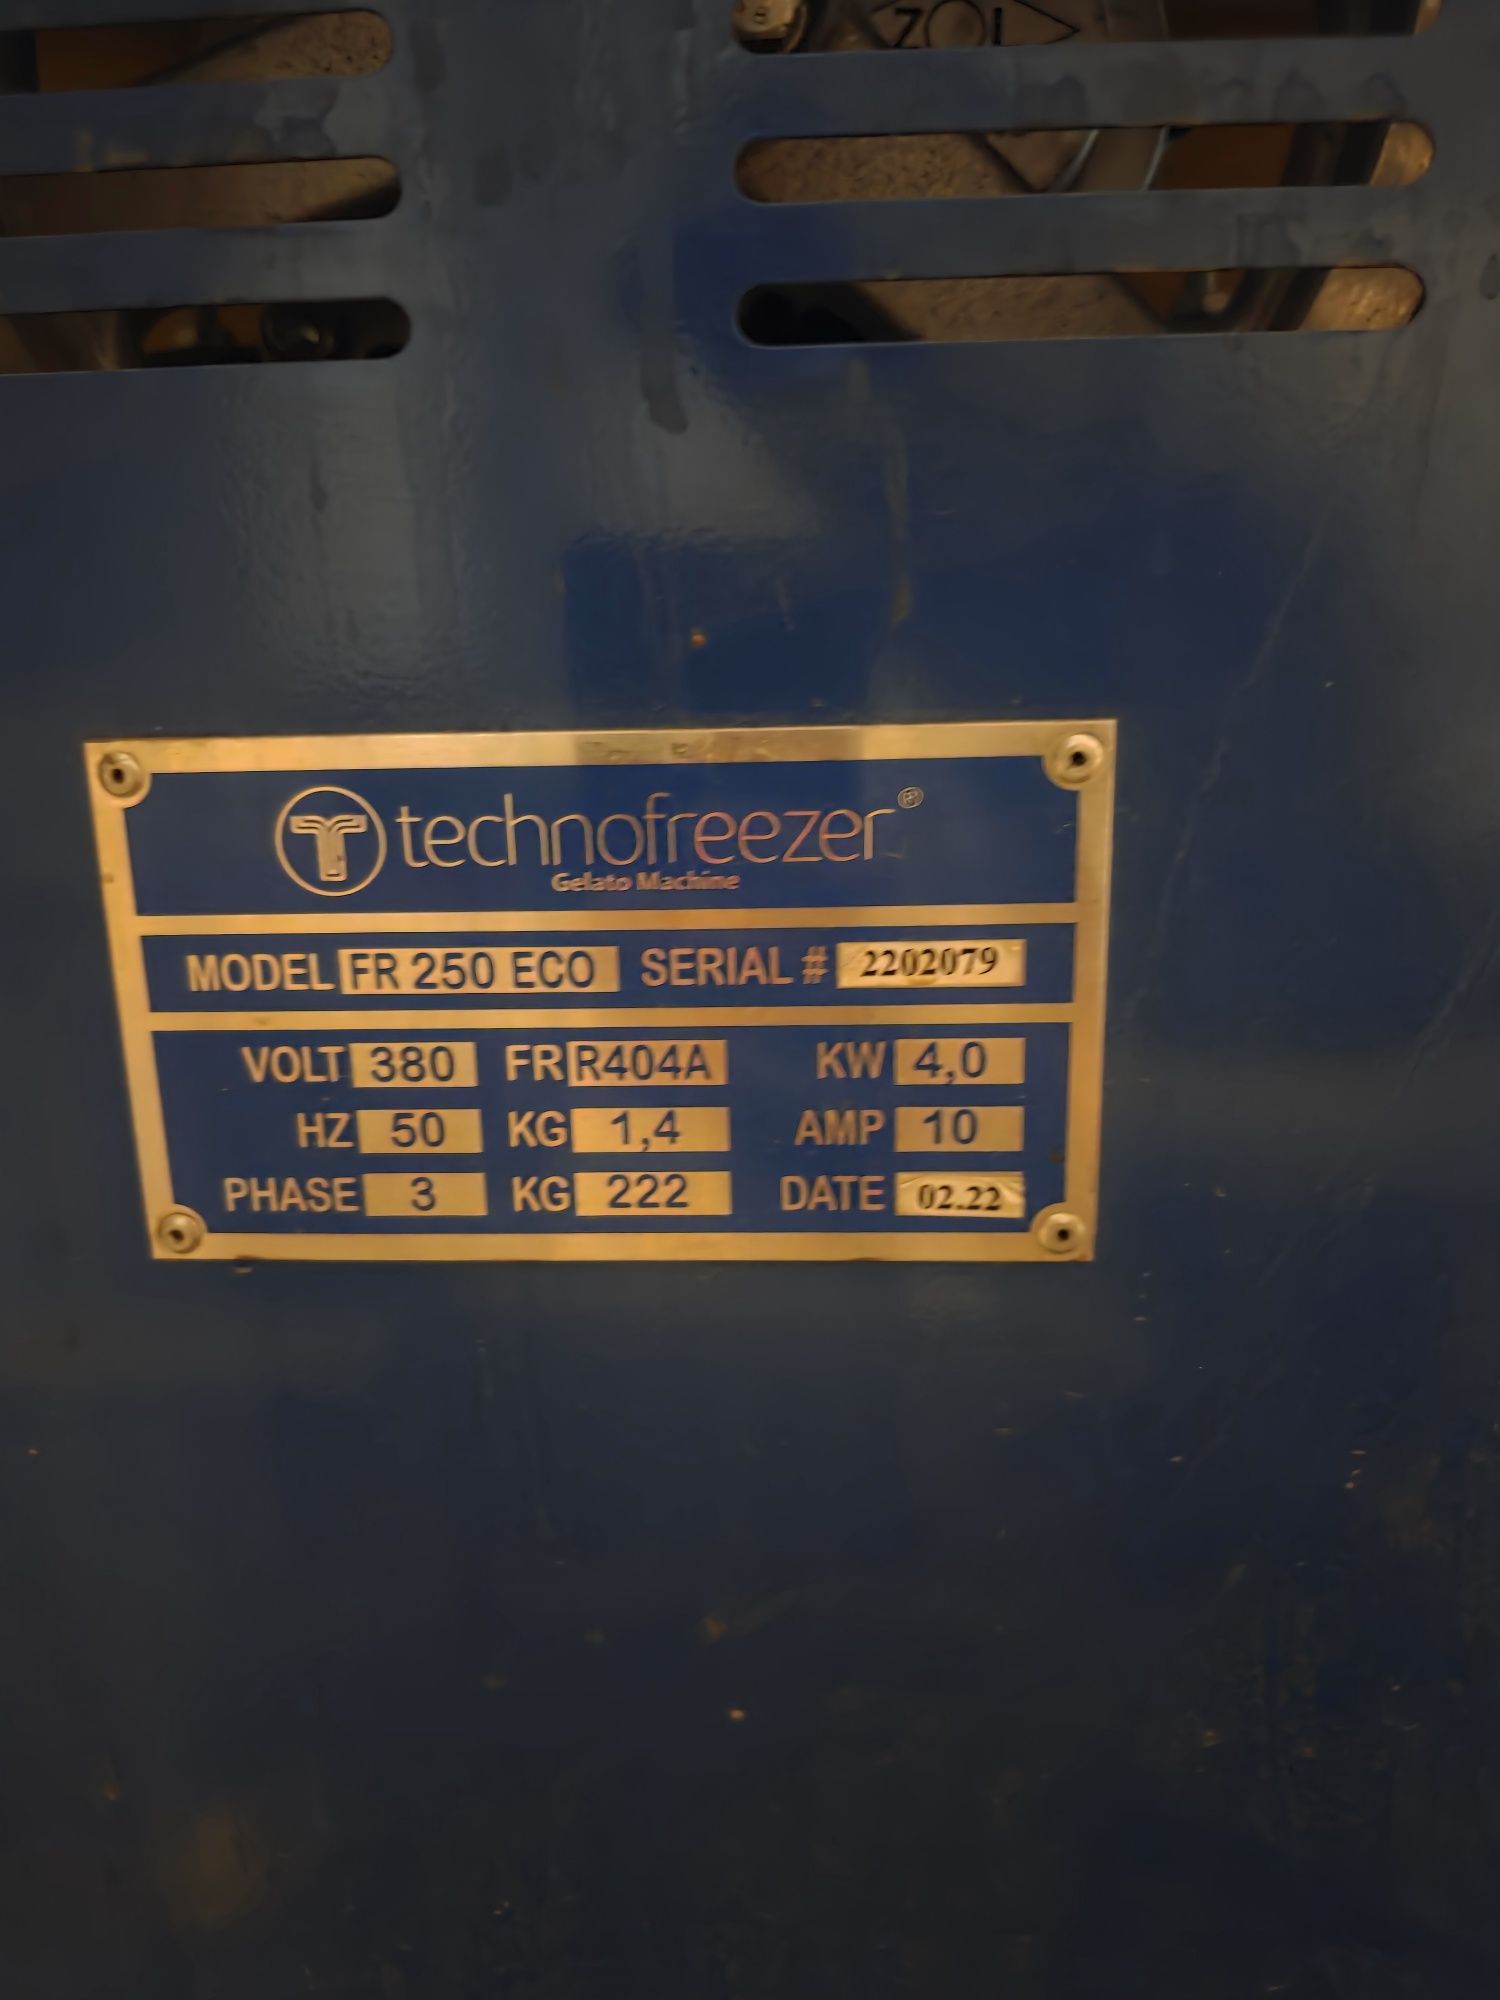 technofreezer®
Gelato Machine
MODEL FR 250 ECO SERIAL # 2202079
VOLT 380 FR R404A KW 4,0
HZ 50 KG 1,4 AMP 10
PHASE 3 KG 222 DATE 02.22